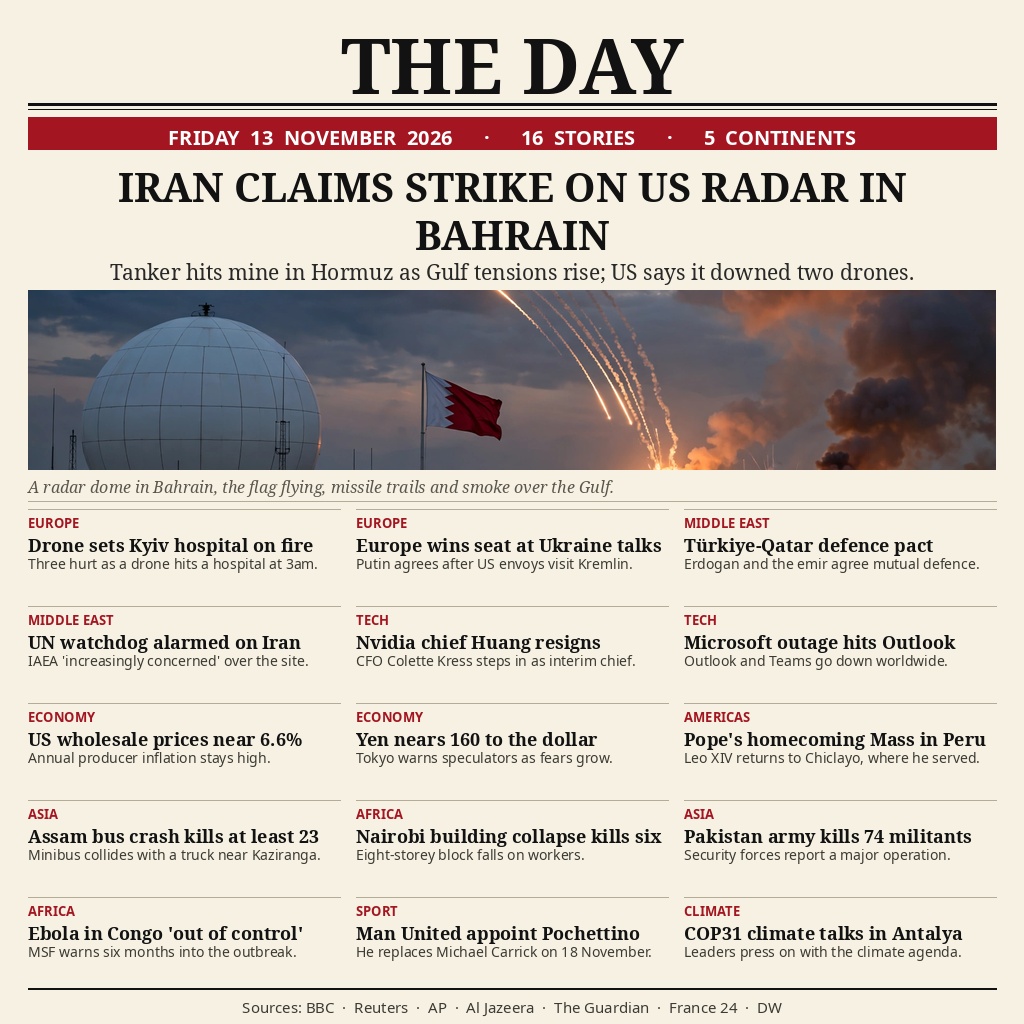 THE DAY
FRIDAY 13 NOVEMBER 2026 · 16 STORIES · 5 CONTINENTS
IRAN CLAIMS STRIKE ON US RADAR IN
BAHRAIN
Tanker hits mine in Hormuz as Gulf tensions rise; US says it downed two drones.
A radar dome in Bahrain, the flag flying, missile trails and smoke over the Gulf.
EUROPE
Drone sets Kyiv hospital on fire
Three hurt as a drone hits a hospital at 3am.
EUROPE
Europe wins seat at Ukraine talks
Putin agrees after US envoys visit Kremlin.
MIDDLE EAST
Türkiye-Qatar defence pact
Erdogan and the emir agree mutual defence.
MIDDLE EAST
UN watchdog alarmed on Iran
IAEA 'increasingly concerned' over the site.
TECH
Nvidia chief Huang resigns
CFO Colette Kress steps in as interim chief.
TECH
Microsoft outage hits Outlook
Outlook and Teams go down worldwide.
ECONOMY
US wholesale prices near 6.6%
Annual producer inflation stays high.
ECONOMY
Yen nears 160 to the dollar
Tokyo warns speculators as fears grow.
AMERICAS
Pope's homecoming Mass in Peru
Leo XIV returns to Chiclayo, where he served.
ASIA
Assam bus crash kills at least 23
Minibus collides with a truck near Kaziranga.
AFRICA
Nairobi building collapse kills six
Eight-storey block falls on workers.
ASIA
Pakistan army kills 74 militants
Security forces report a major operation.
AFRICA
Ebola in Congo 'out of control'
MSF warns six months into the outbreak.
SPORT
Man United appoint Pochettino
He replaces Michael Carrick on 18 November.
CLIMATE
COP31 climate talks in Antalya
Leaders press on with the climate agenda.
Sources: BBC · Reuters · AP · Al Jazeera · The Guardian · France 24 · DW